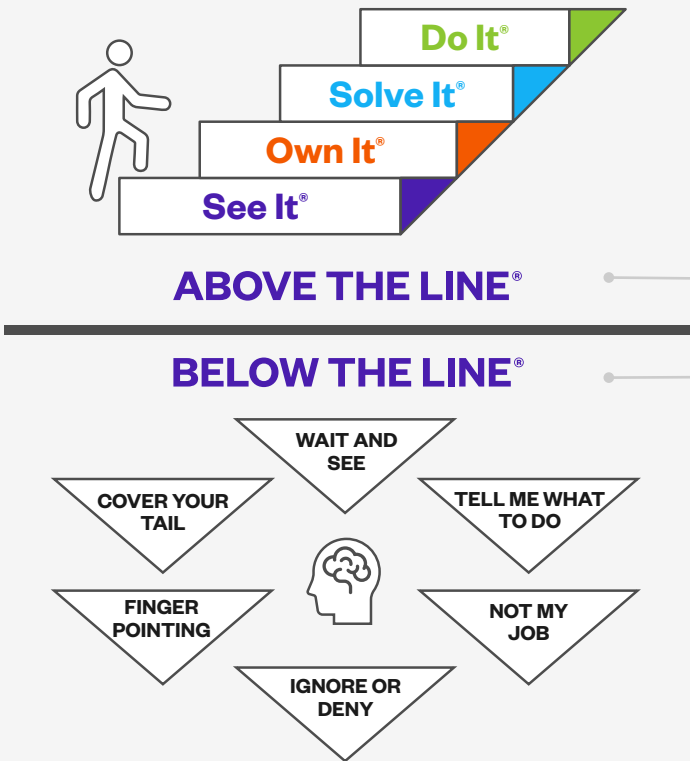 Do It®
Solve It®
Own It®
See It®
ABOVE THE LINE®
BELOW THE LINE®
WAIT AND
SEE
COVER YOUR
TAIL
TELL ME WHAT
TO DO
FINGER
POINTING
NOT MY
JOB
IGNORE OR
DENY